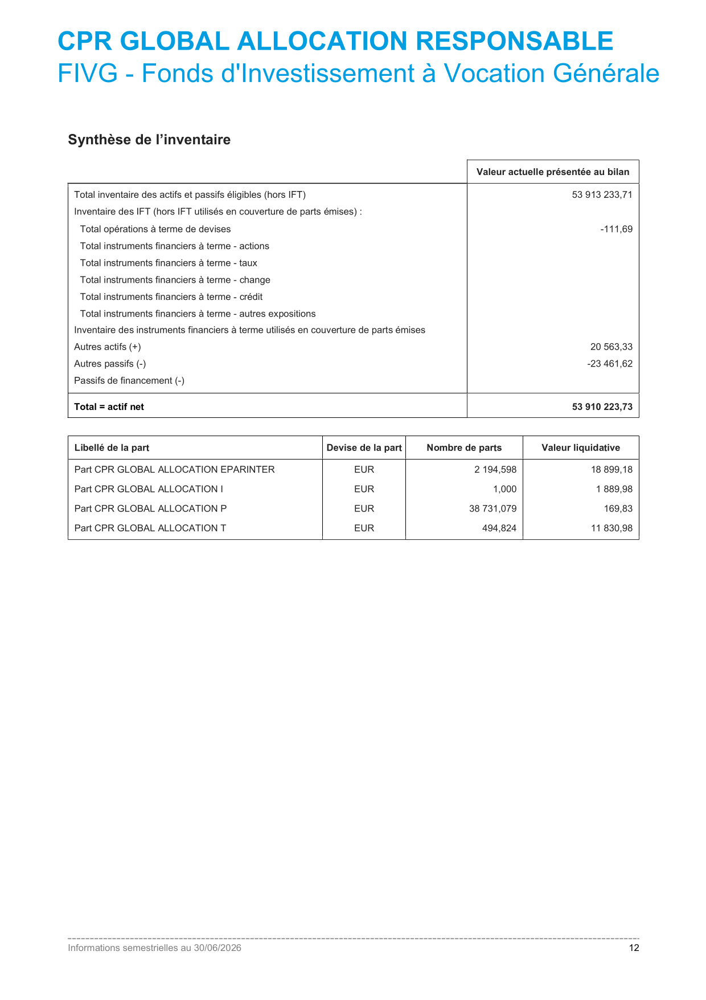 CPR GLOBAL ALLOCATION RESPONSABLE
FIVG - Fonds d'Investissement à Vocation Générale
Synthèse de l’inventaire
Valeur actuelle présentée au bilan
Total inventaire des actifs et passifs éligibles (hors IFT) 53 913 233,71
Inventaire des IFT (hors IFT utilisés en couverture de parts émises) :
Total opérations à terme de devises -111,69
Total instruments financiers à terme - actions
Total instruments financiers à terme - taux
Total instruments financiers à terme - change
Total instruments financiers à terme - crédit
Total instruments financiers à terme - autres expositions
Inventaire des instruments financiers à terme utilisés en couverture de parts émises
Autres actifs (+) 20 563,33
Autres passifs (-) -23 461,62
Passifs de financement (-)
Total = actif net 53 910 223,73
Libellé de la part Devise de la part Nombre de parts Valeur liquidative
Part CPR GLOBAL ALLOCATION EPARINTER EUR 2 194,598 18 899,18
Part CPR GLOBAL ALLOCATION I EUR 1,000 1 889,98
Part CPR GLOBAL ALLOCATION P EUR 38 731,079 169,83
Part CPR GLOBAL ALLOCATION T EUR 494,824 11 830,98
Informations semestrielles au 30/06/2026 12